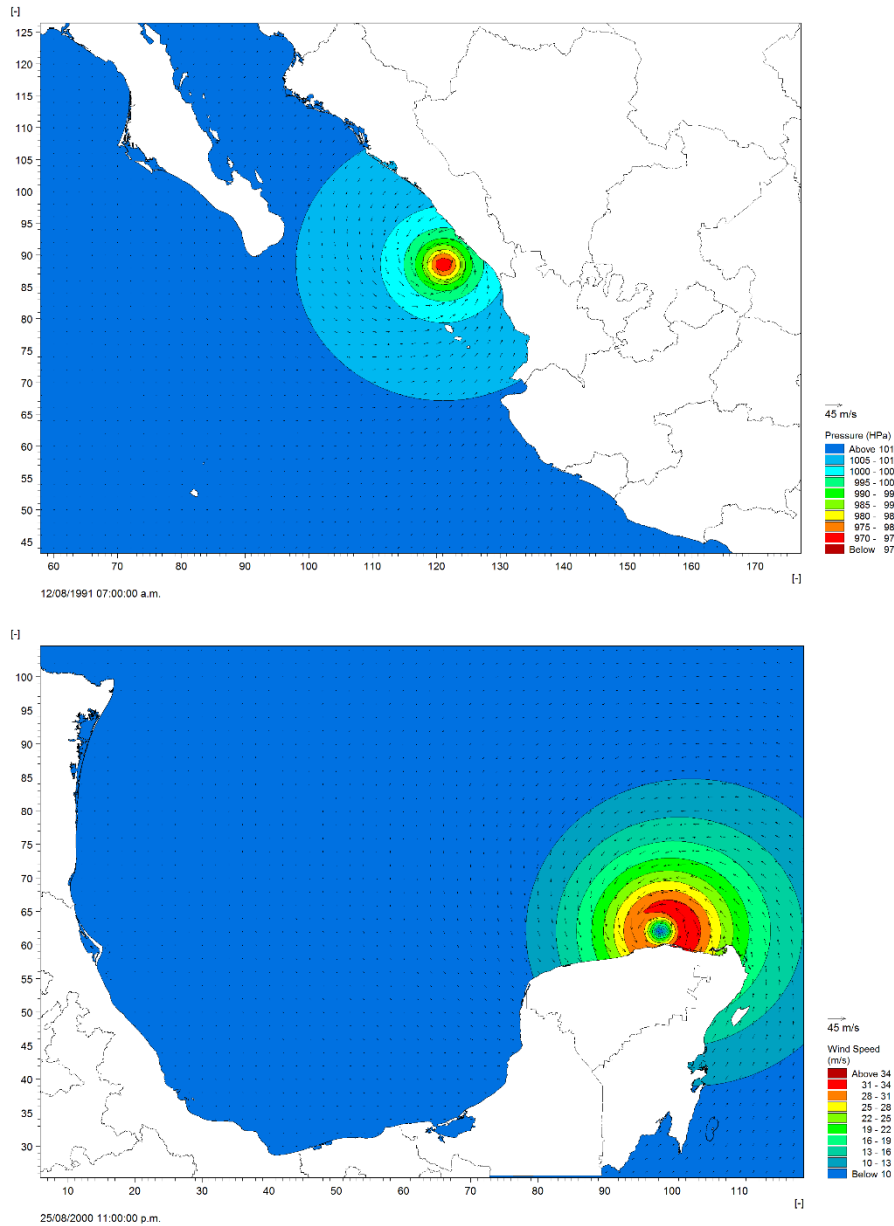 [-]
125
120
115
110
105
100
95
90
85
80
75
70
65
60
55
50
45
60 70 80 90 100 110 120 130 140 150 160 170
[-]
12/08/1991 07:00:00 a.m.
45 m/s
Pressure (HPa)
Above 101
1005 - 101
1000 - 100
995 - 100
990 - 99
985 - 99
980 - 98
975 - 98
970 - 97
Below 97
[-]
100
95
90
85
80
75
70
65
60
55
50
45
40
35
30
10 20 30 40 50 60 70 80 90 100 110
[-]
25/08/2000 11:00:00 p.m.
45 m/s
Wind Speed
(m/s)
Above 34
31 - 34
28 - 31
25 - 28
22 - 25
19 - 22
16 - 19
13 - 16
10 - 13
Below 10